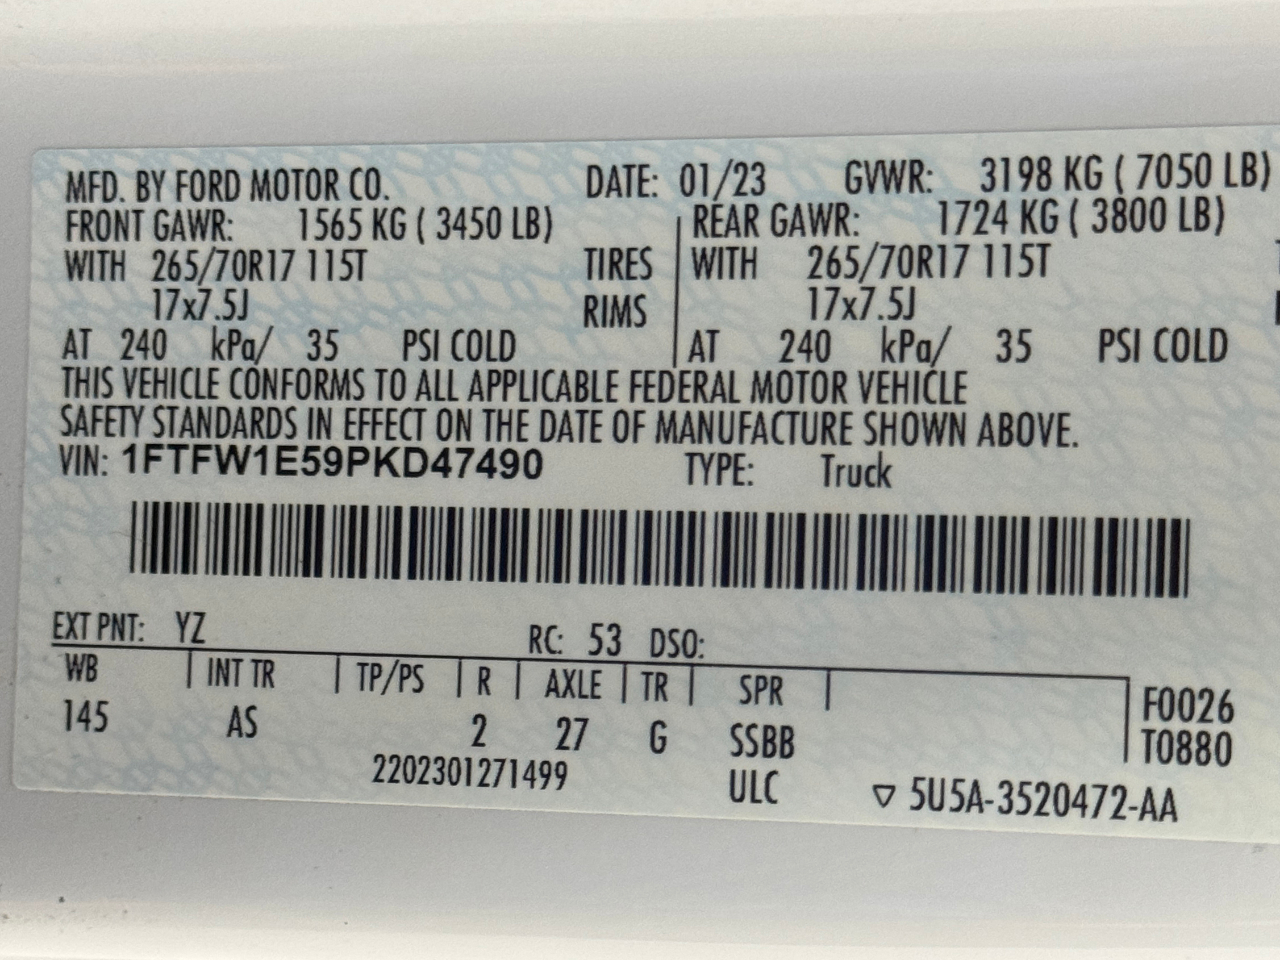 MFD. BY FORD MOTOR CO. DATE: 01/23 GVWR: 3198 KG ( 7050 LB)
FRONT GAWR: 1565 KG ( 3450 LB) REAR GAWR: 1724 KG ( 3800 LB)
WITH 265/70R17 115T TIRES WITH 265/70R17 115T
17x7.5J RIMS 17x7.5J
AT 240 kPa/ 35 PSI COLD AT 240 kPa/ 35 PSI COLD
THIS VEHICLE CONFORMS TO ALL APPLICABLE FEDERAL MOTOR VEHICLE
SAFETY STANDARDS IN EFFECT ON THE DATE OF MANUFACTURE SHOWN ABOVE.
VIN: 1FTFW1E59PKD47490 TYPE: Truck
EXT PNT: YZ RC: 53 DSO:
WB INT TR TP/PS R AXLE TR SPR
145 AS 2 27 G SSBB
F0026
T0880
2202301271499 ULC ▽ 5U5A-3520472-AA